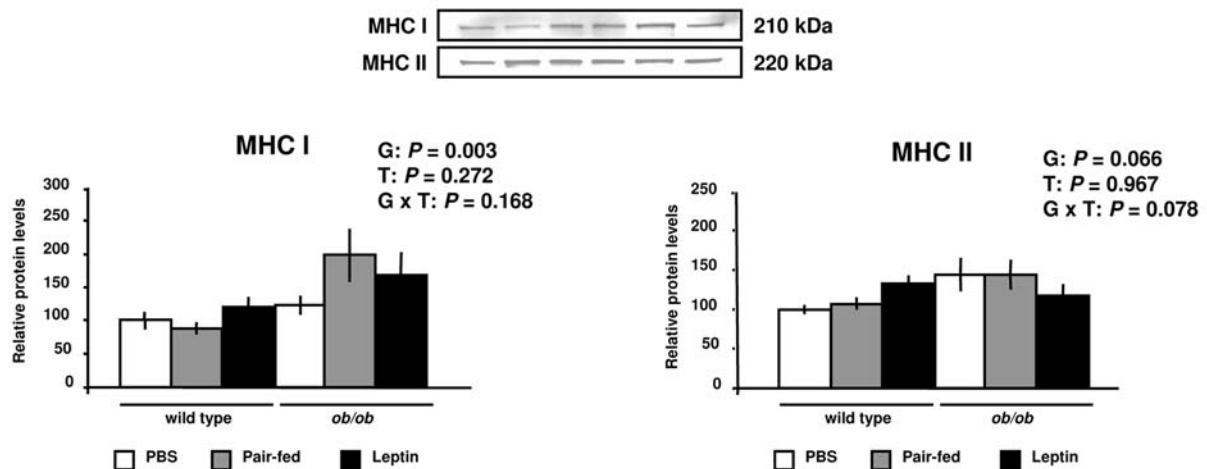 MHC I 210 kDa
MHC II 220 kDa
MHC I
G: P = 0.003
T: P = 0.272
G x T: P = 0.168
Relative protein levels
300
250
200
150
100
50
0
wild type ob/ob
PBS Pair-fed Leptin
MHC II
G: P = 0.066
T: P = 0.967
G x T: P = 0.078
Relative protein levels
250
200
150
100
50
0
wild type ob/ob
PBS Pair-fed Leptin